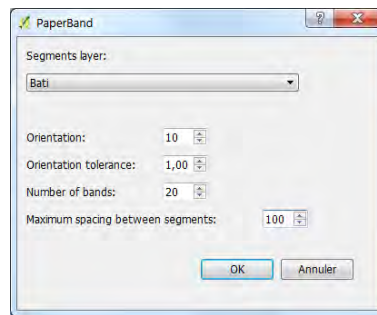 PaperBand
Segments layer:
Bati
Orientation: 10
Orientation tolerance: 1,00
Number of bands: 20
Maximum spacing between segments: 100
OK Annuler